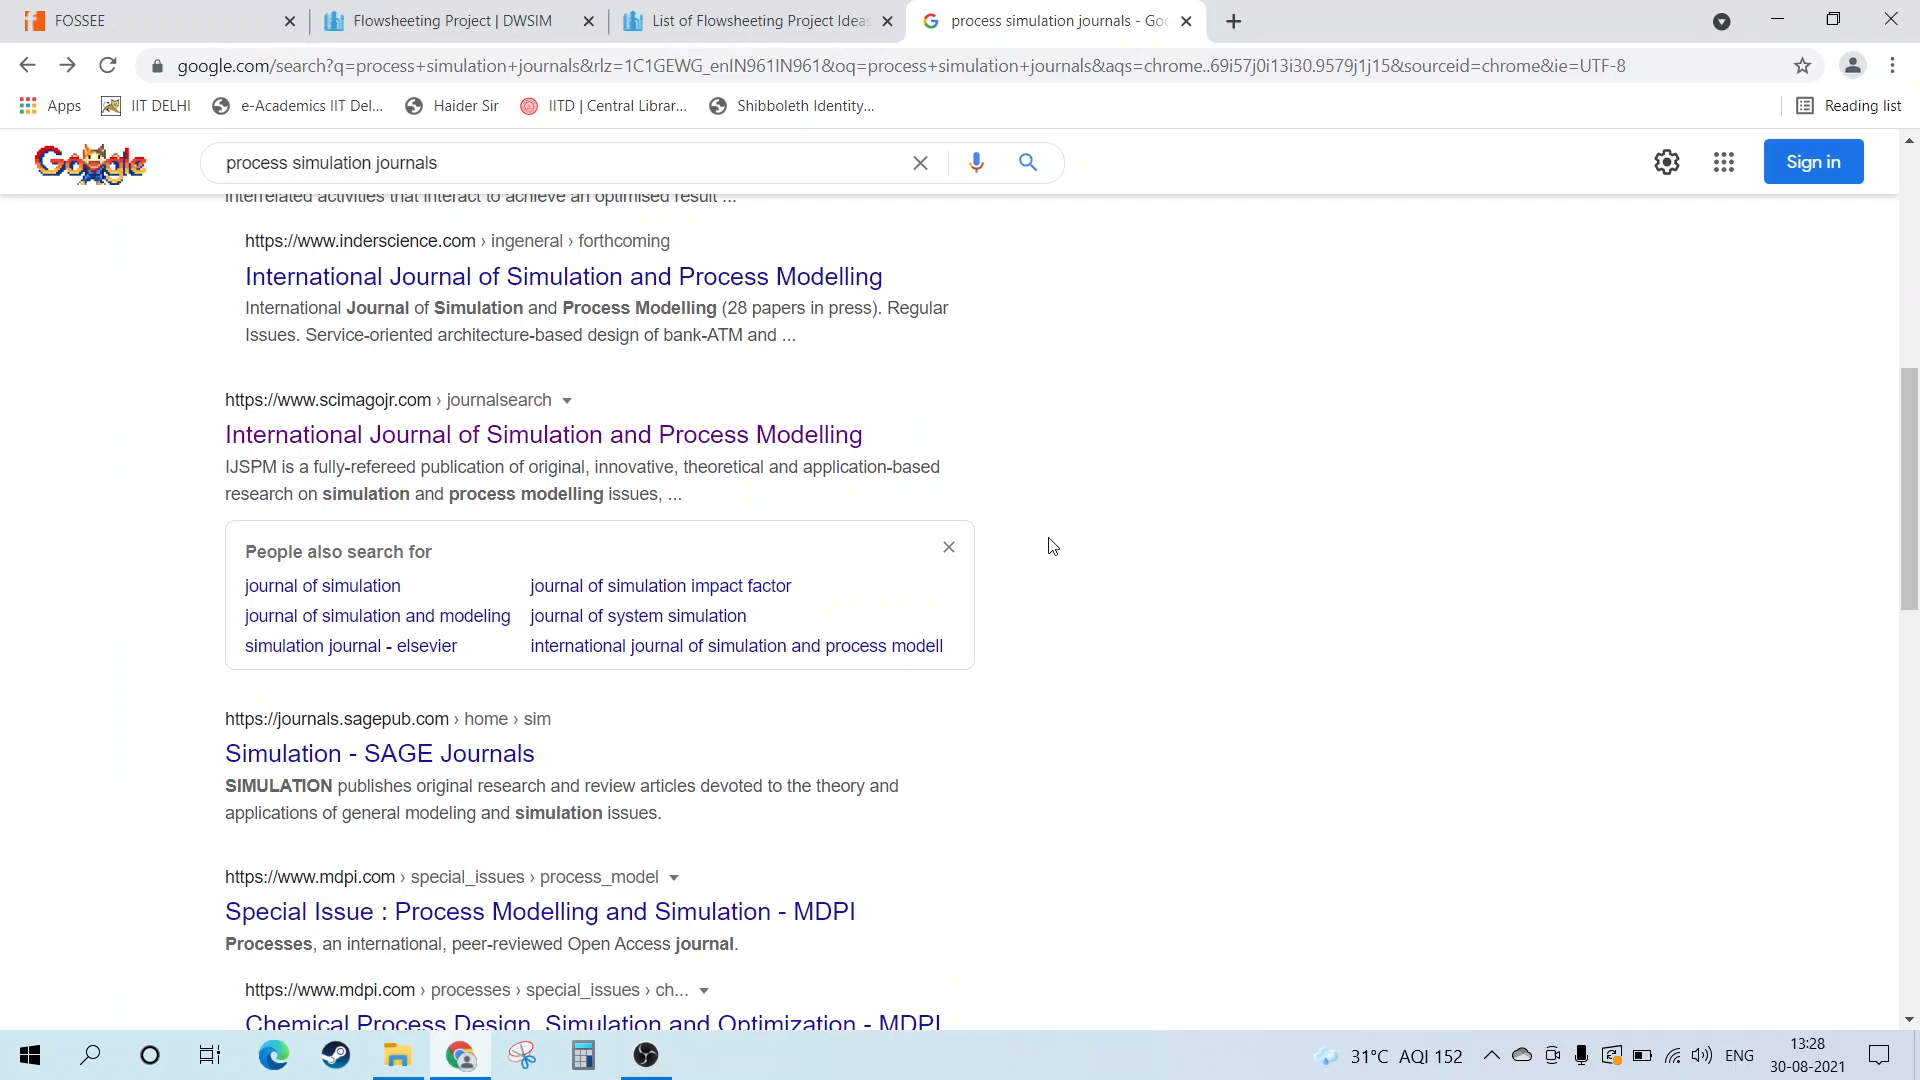 FOSSEE
Flowsheeting Project | DWSIM
List of Flowsheeting Project Ideas
process simulation journals - Goo
google.com/search?q=process+simulation+journals&rlz=1C1GEWG_enIN961IN961&oq=process+simulation+journals&aqs=chrome..69i57j0i13i30.9579j1j15&sourceid=chrome&ie=UTF-8
Apps
IIT DELHI
e-Academics IIT Del...
Haider Sir
IITD | Central Librar...
Shibboleth Identity...
Reading list
Google
process simulation journals
Sign in
interrelated activities that interact to achieve an optimised result ...
https://www.inderscience.com › ingeneral › forthcoming
International Journal of Simulation and Process Modelling
International Journal of Simulation and Process Modelling (28 papers in press). Regular
Issues. Service-oriented architecture-based design of bank-ATM and ...
https://www.scimagojr.com › journalsearch
International Journal of Simulation and Process Modelling
IJSPM is a fully-refereed publication of original, innovative, theoretical and application-based
research on simulation and process modelling issues, ...
People also search for
journal of simulation
journal of simulation impact factor
journal of simulation and modeling
journal of system simulation
simulation journal - elsevier
international journal of simulation and process modell
https://journals.sagepub.com › home › sim
Simulation - SAGE Journals
SIMULATION publishes original research and review articles devoted to the theory and
applications of general modeling and simulation issues.
https://www.mdpi.com › special_issues › process_model
Special Issue : Process Modelling and Simulation - MDPI
Processes, an international, peer-reviewed Open Access journal.
https://www.mdpi.com › processes › special_issues › ch...
Chemical Process Design, Simulation and Optimization - MDPI
31°C AQI 152
ENG
13:28
30-08-2021